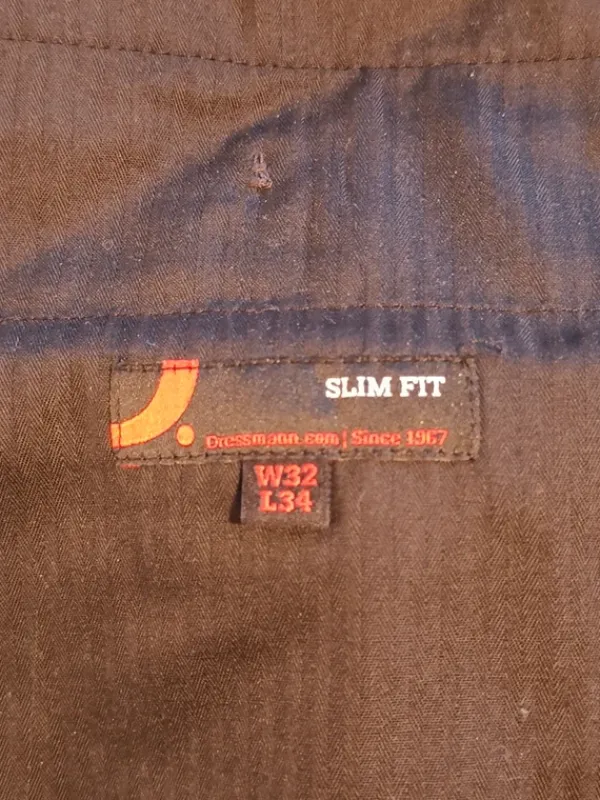 SLIM FIT
Dressmann.com | Since 1967
W32
L34